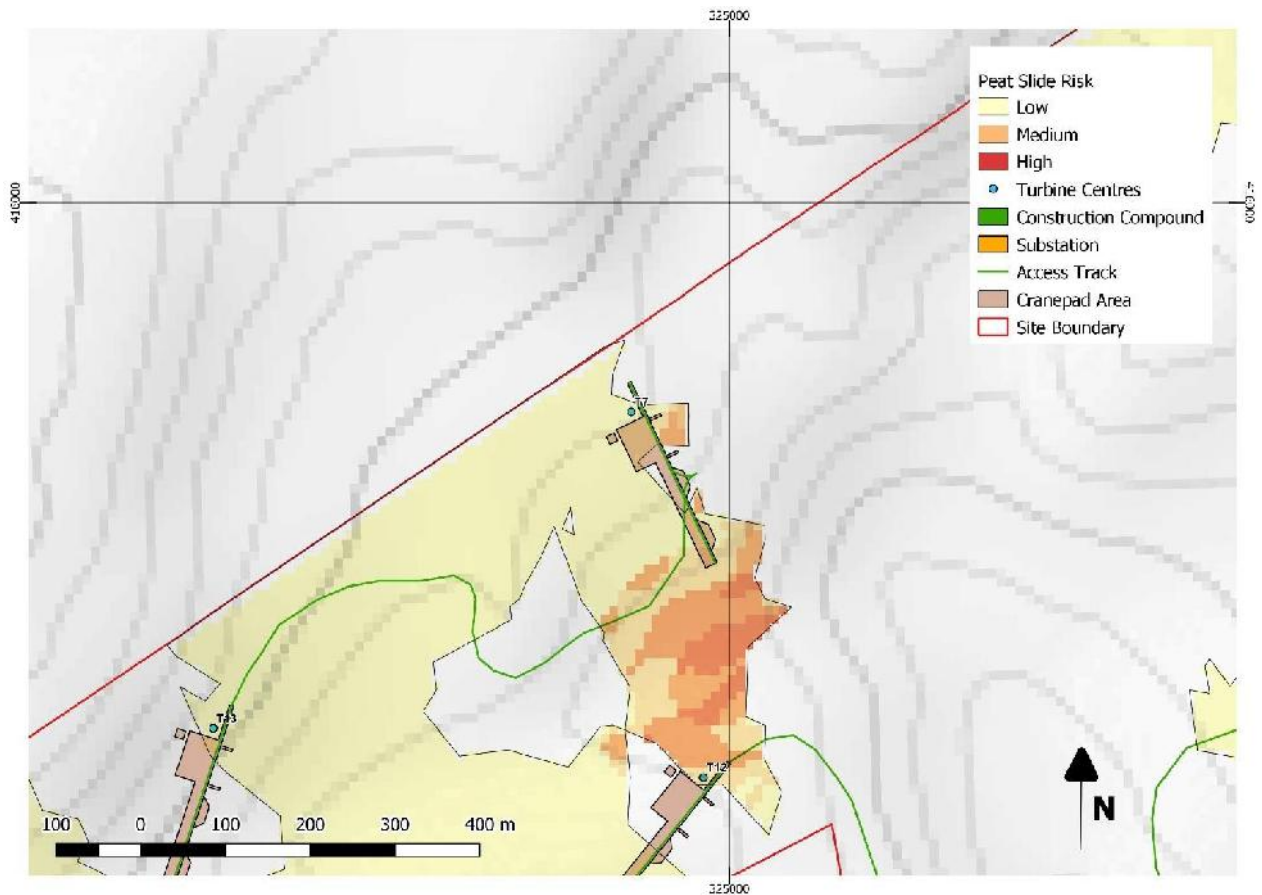 325000
Peat Slide Risk
Low
Medium
High
Turbine Centres
Construction Compound
Substation
Access Track
Cranepad Area
Site Boundary
T7
T13
T12
100 0 100 200 300 400 m
N
325000